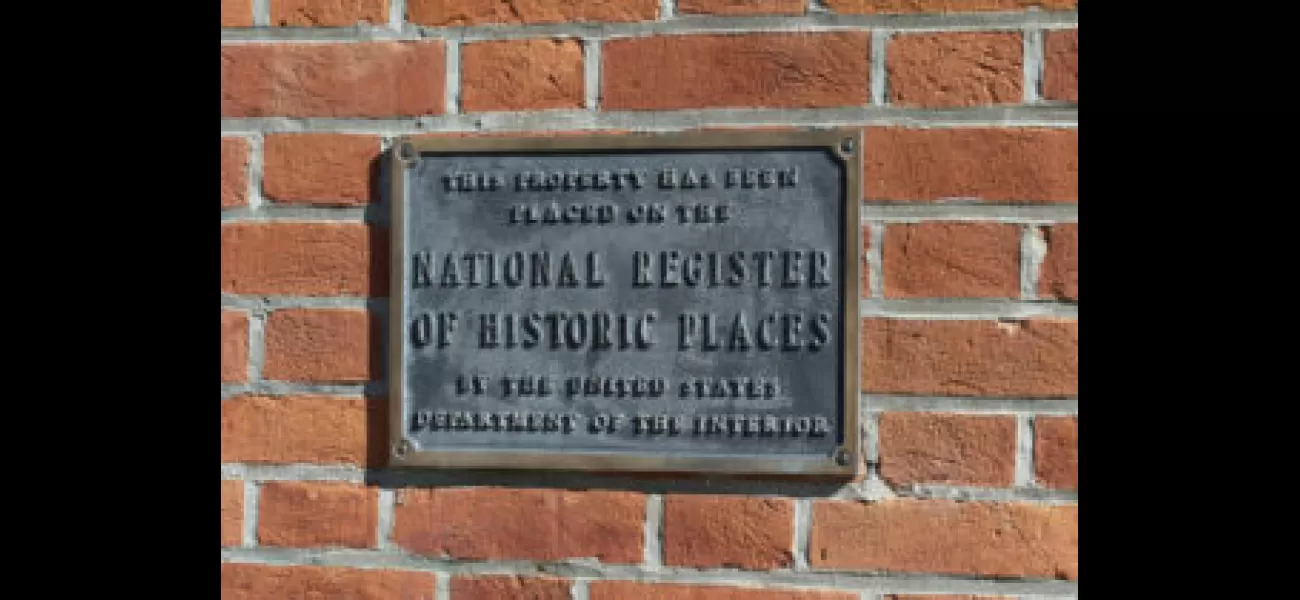 THIS PROPERTY HAS BEEN
PLACED ON THE
NATIONAL REGISTER
OF HISTORIC PLACES
BY THE UNITED STATES
DEPARTMENT OF THE INTERIOR